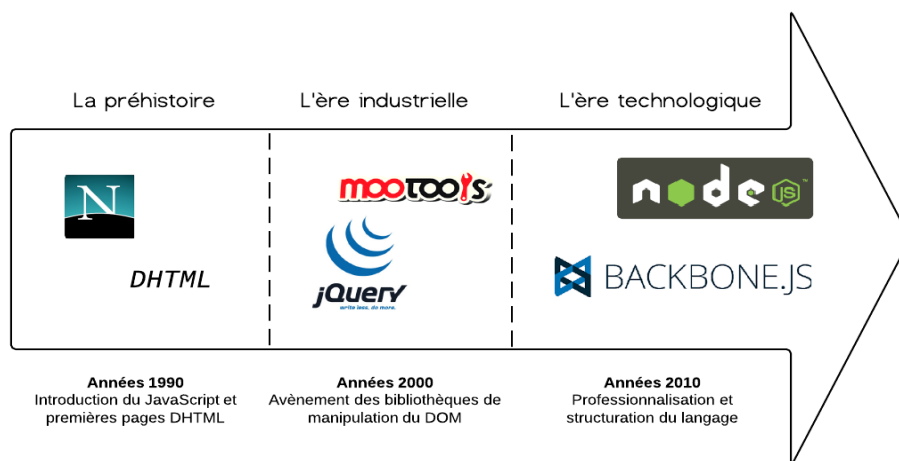 La préhistoire
L'ère industrielle
L'ère technologique
N
DHTML
mootools
jQuery
write less. do more.
node
JS™
BACKBONE.JS
Années 1990
Introduction du JavaScript et
premières pages DHTML
Années 2000
Avènement des bibliothèques de
manipulation du DOM
Années 2010
Professionnalisation et
structuration du langage